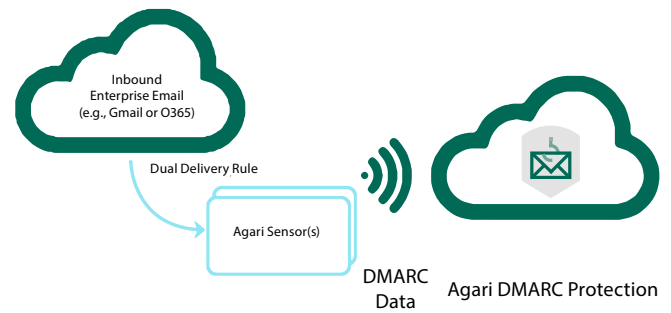 Inbound
Enterprise Email
(e.g., Gmail or O365)
Dual Delivery Rule
Agari Sensor(s)
DMARC
Data
Agari DMARC Protection